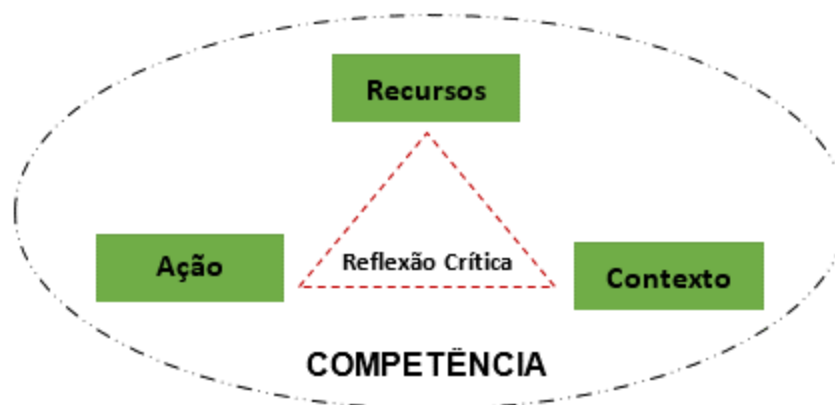 Recursos
Reflexão Crítica
Ação
Contexto
COMPETÊNCIA